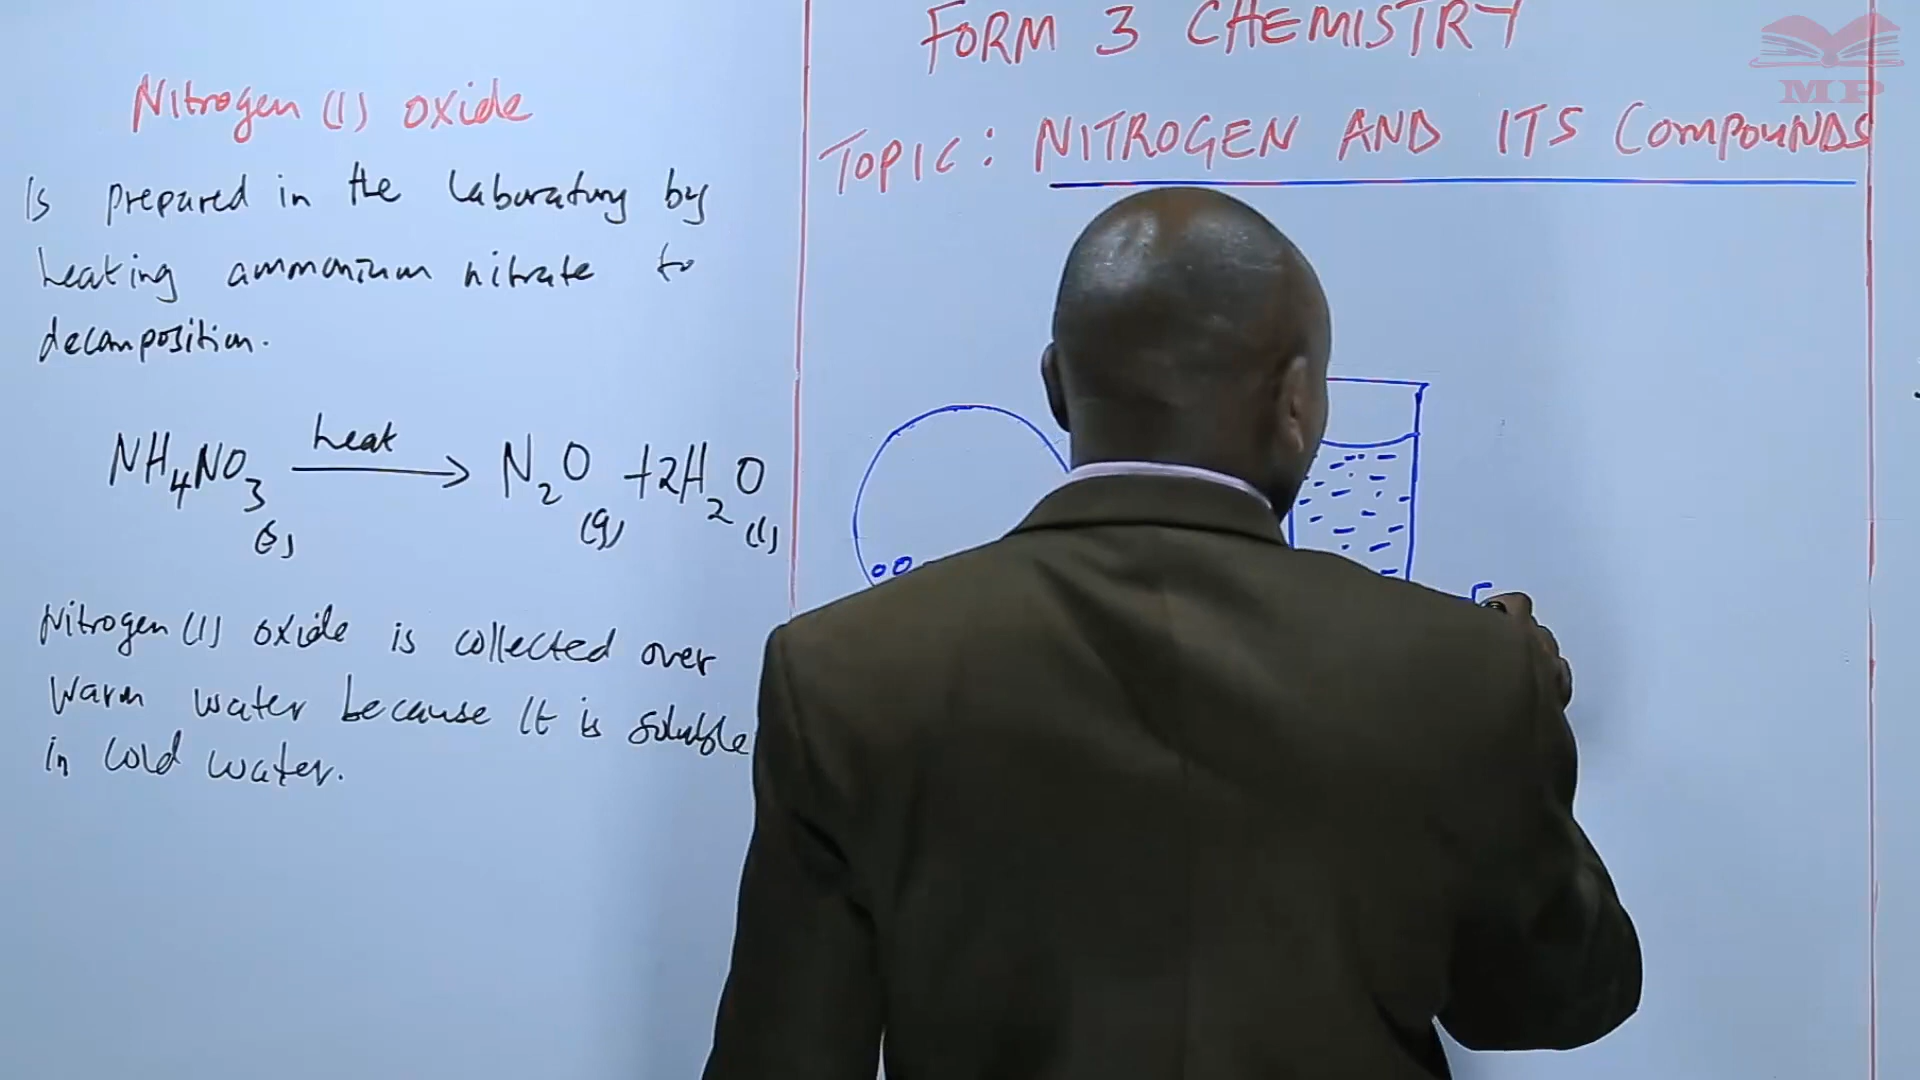 FORM 3 CHEMISTRY
TOPIC: NITROGEN AND ITS COMPOUNDS
Nitrogen (I) oxide
Is prepared in the laboratory by
heating ammonium nitrate to
decomposition.
NH₄NO₃(s) heat → N₂O(g) + 2H₂O(l)
Nitrogen (I) oxide is collected over
warm water because it is soluble
in cold water.
MP